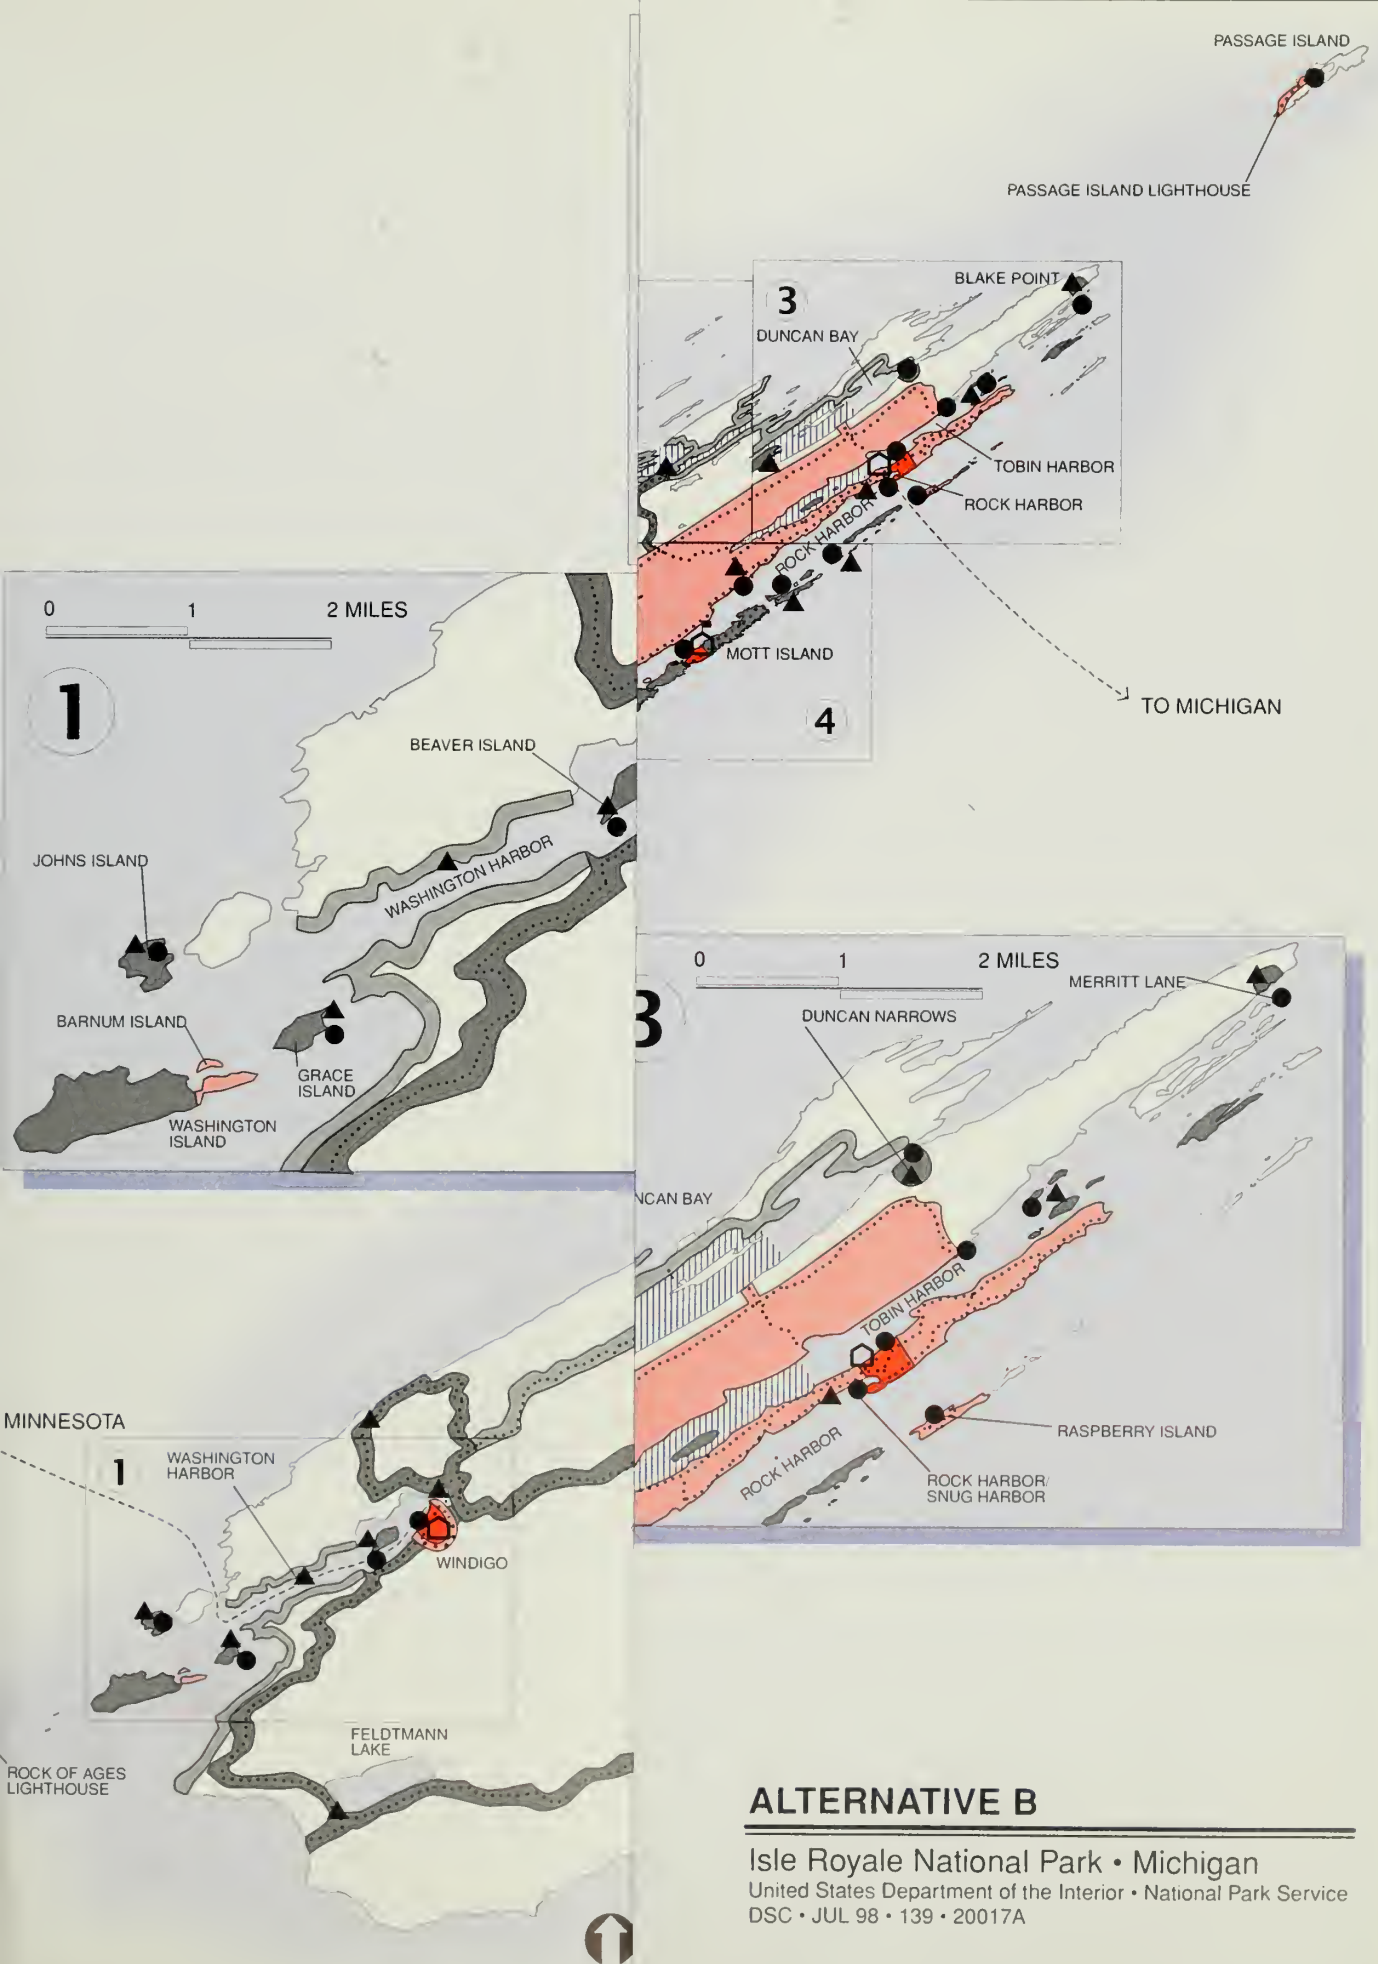 PASSAGE ISLAND
PASSAGE ISLAND LIGHTHOUSE
BLAKE POINT
3
DUNCAN BAY
TOBIN HARBOR
ROCK HARBOR
ROCK HARBOR
MOTT ISLAND
4
TO MICHIGAN
0 1 2 MILES
1
BEAVER ISLAND
WASHINGTON HARBOR
JOHNS ISLAND
BARNUM ISLAND
GRACE
ISLAND
WASHINGTON
ISLAND
0 1 2 MILES
3
MERRITT LANE
DUNCAN NARROWS
NCAN BAY
TOBIN HARBOR
RASPBERRY ISLAND
ROCK HARBOR
ROCK HARBOR/
SNUG HARBOR
MINNESOTA
1
WASHINGTON
HARBOR
WINDIGO
FELDTMANN
LAKE
ROCK OF AGES
LIGHTHOUSE
ALTERNATIVE B
Isle Royale National Park • Michigan
United States Department of the Interior • National Park Service
DSC • JUL 98 • 139 • 20017A